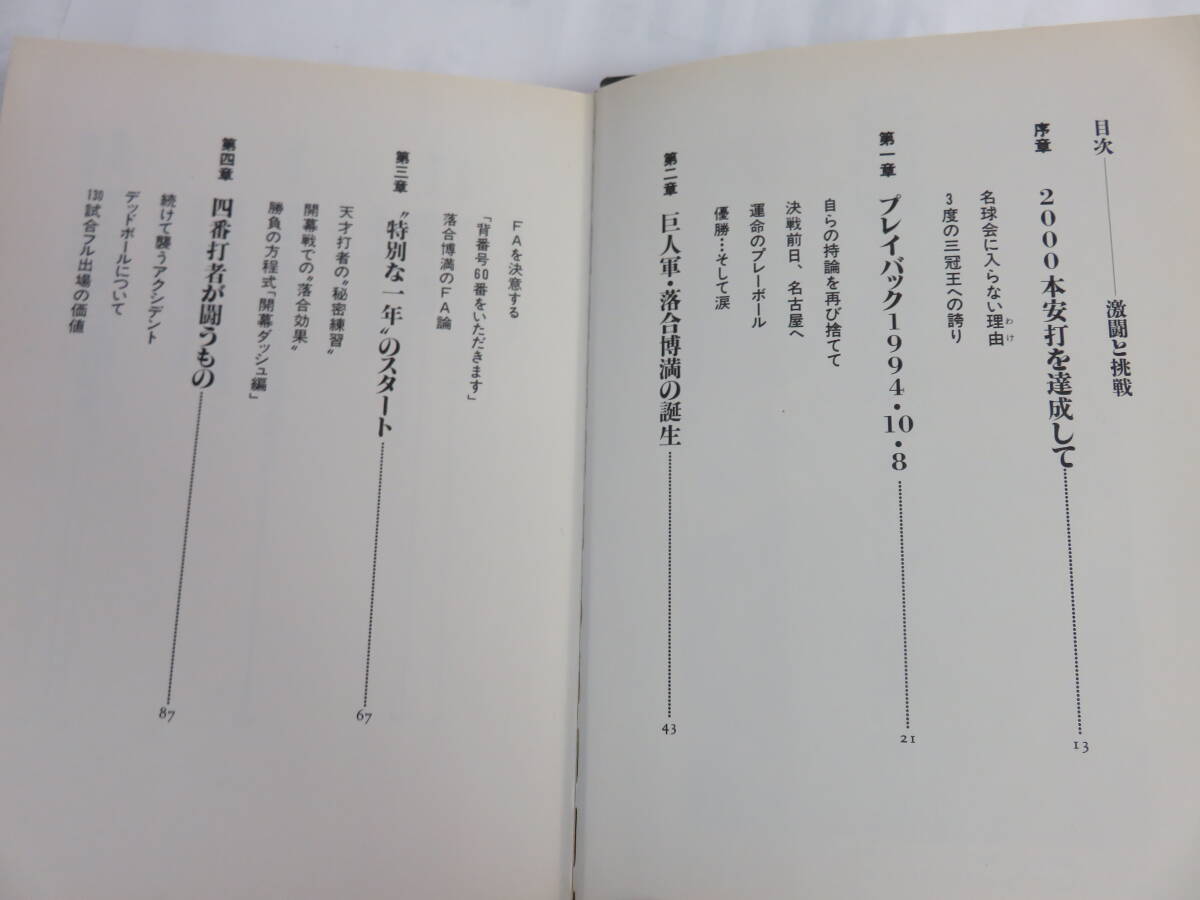 目次――激闘と挑戦
序章 2000本安打を達成して……13
名球会に入らない理由
わけ
3度の三冠王への誇り
第一章 プレイバック1994・10・8……21
自らの持論を再び捨てて
決戦前日、名古屋へ
運命のプレーボール
優勝…そして涙
第二章 巨人軍・落合博満の誕生……43
FAを決意する
「背番号60番をいただきます」
落合博満のFA論
第三章 〝特別な一年〟のスタート……67
天才打者の〝秘密練習〟
開幕戦での〝落合効果〟
勝負の方程式「開幕ダッシュ編」
第四章 四番打者が闘うもの……87
続けて襲うアクシデント
デッドボールについて
130試合フル出場の価値